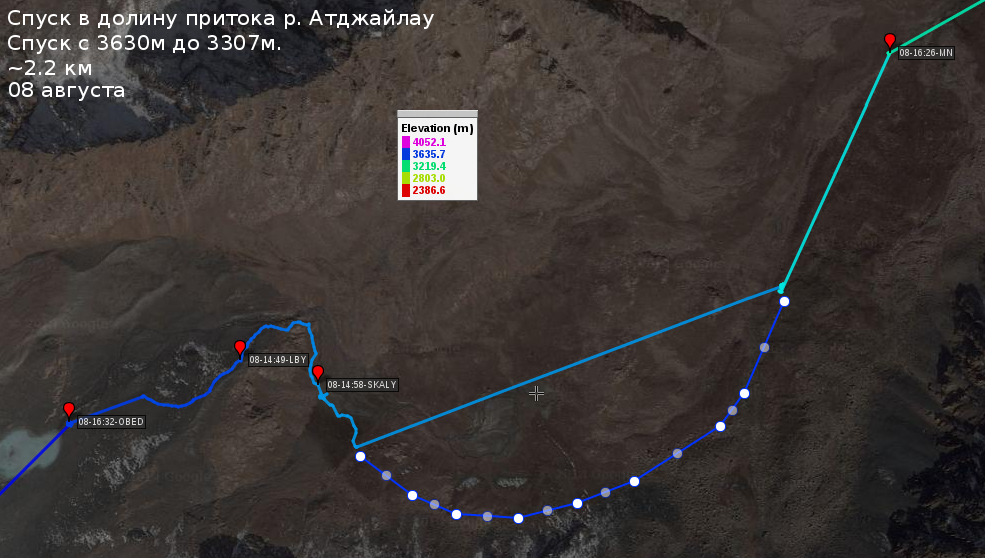 Спуск в долину притока р. Атджайлау
Спуск с 3630м до 3307м.
~2.2 км
08 августа
08-16:26-MN
Elevation (m)
4052.1
3635.7
3219.4
2803.0
2386.6
08-14:49-LBY
08-14:58-SKALY
08-16:32-OBED